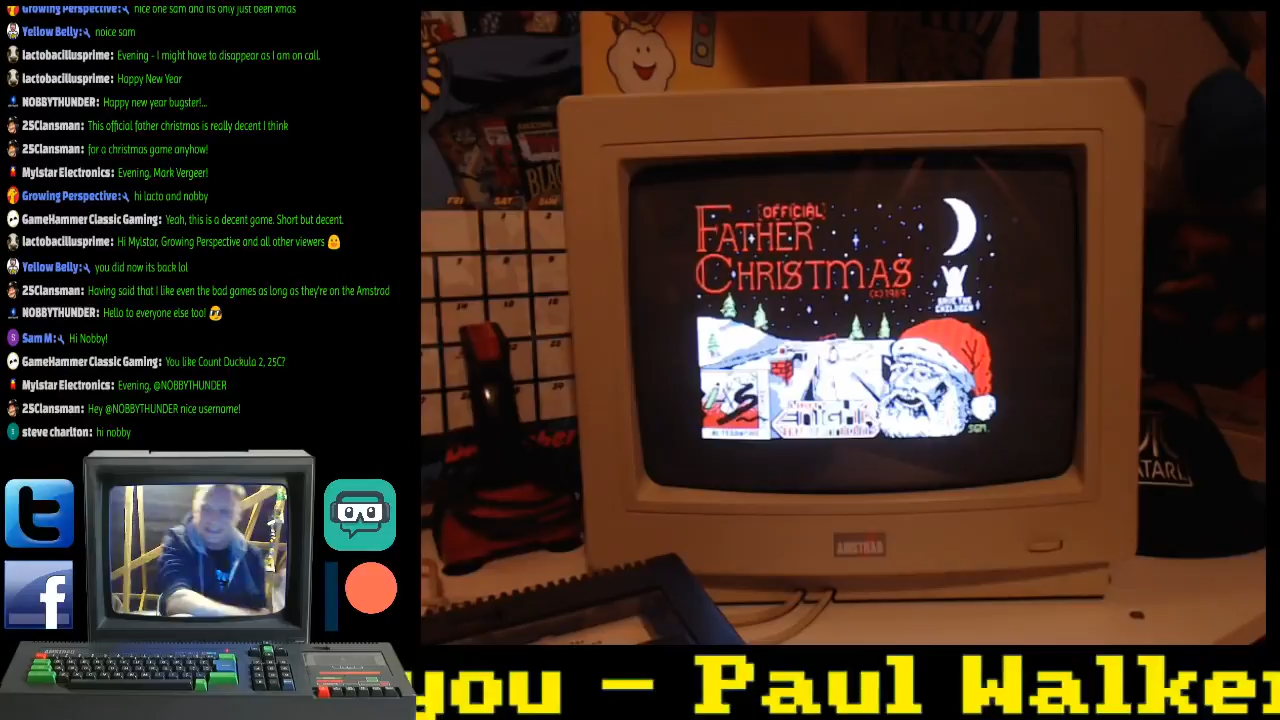 Growing Perspective: nice one sam and its only just been xmas
Yellow Belly: noice sam
lactobacillusprime: Evening - I might have to disappear as I am on call.
lactobacillusprime: Happy New Year
NOBBYTHUNDER: Happy new year bugster!...
25Clansman: This official father christmas is really decent I think
25Clansman: for a christmas game anyhow!
Mylstar Electronics: Evening, Mark Vergeer!
Growing Perspective: hi lacto and nobby
GameHammer Classic Gaming: Yeah, this is a decent game. Short but decent.
lactobacillusprime: Hi Mylstar, Growing Perspective and all other viewers
Yellow Belly: you did now its back lol
25Clansman: Having said that I like even the bad games as long as they're on the Amstrad
NOBBYTHUNDER: Hello to everyone else too!
Sam M: Hi Nobby!
GameHammer Classic Gaming: You like Count Duckula 2, 25C?
Mylstar Electronics: Evening, @NOBBYTHUNDER
25Clansman: Hey @NOBBYTHUNDER nice username!
steve charlton: hi nobby
FRI SAT SUN
[OFFICIAL]
FATHER
CHRISTMAS
(C)1989
SAVE THE
CHILDREN
SGM.
AMSTRAD
ATARI
AMSTRAD
you - Paul Walker